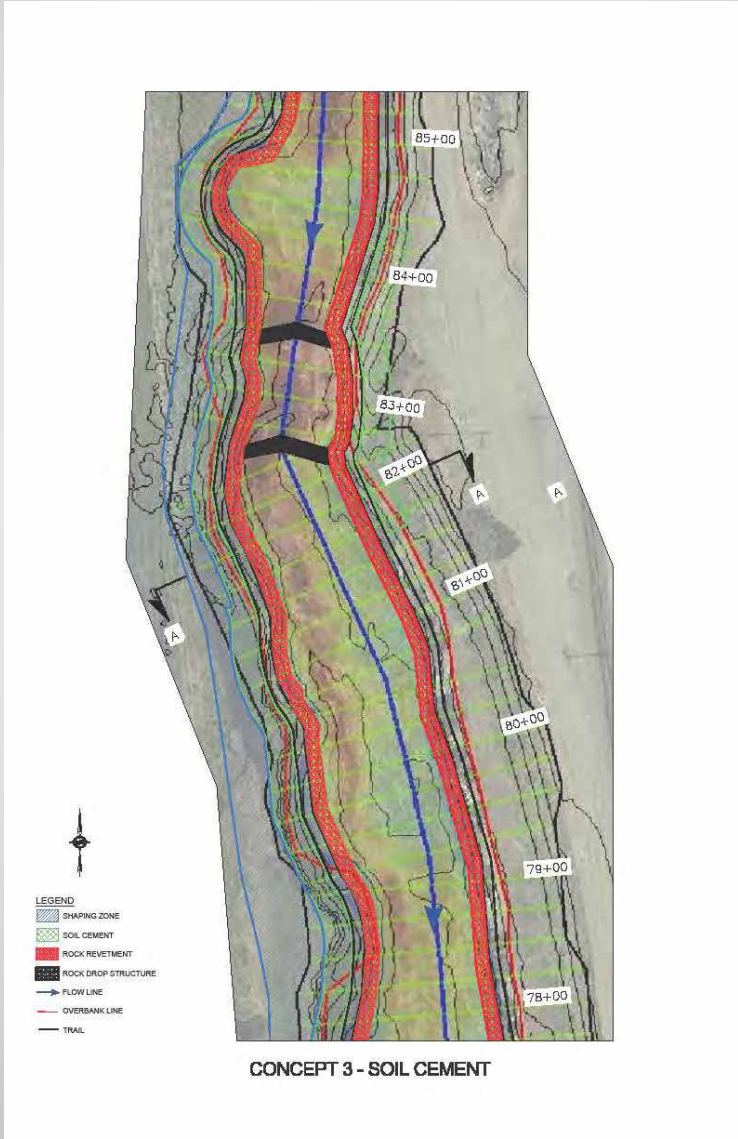 85+00
84+00
83+00
82+00
A
A
81+00
A
80+00
79+00
78+00
LEGEND
SHAPING ZONE
SOIL CEMENT
ROCK REVETMENT
ROCK DROP STRUCTURE
FLOW LINE
OVERBANK LINE
TRAIL
CONCEPT 3 - SOIL CEMENT